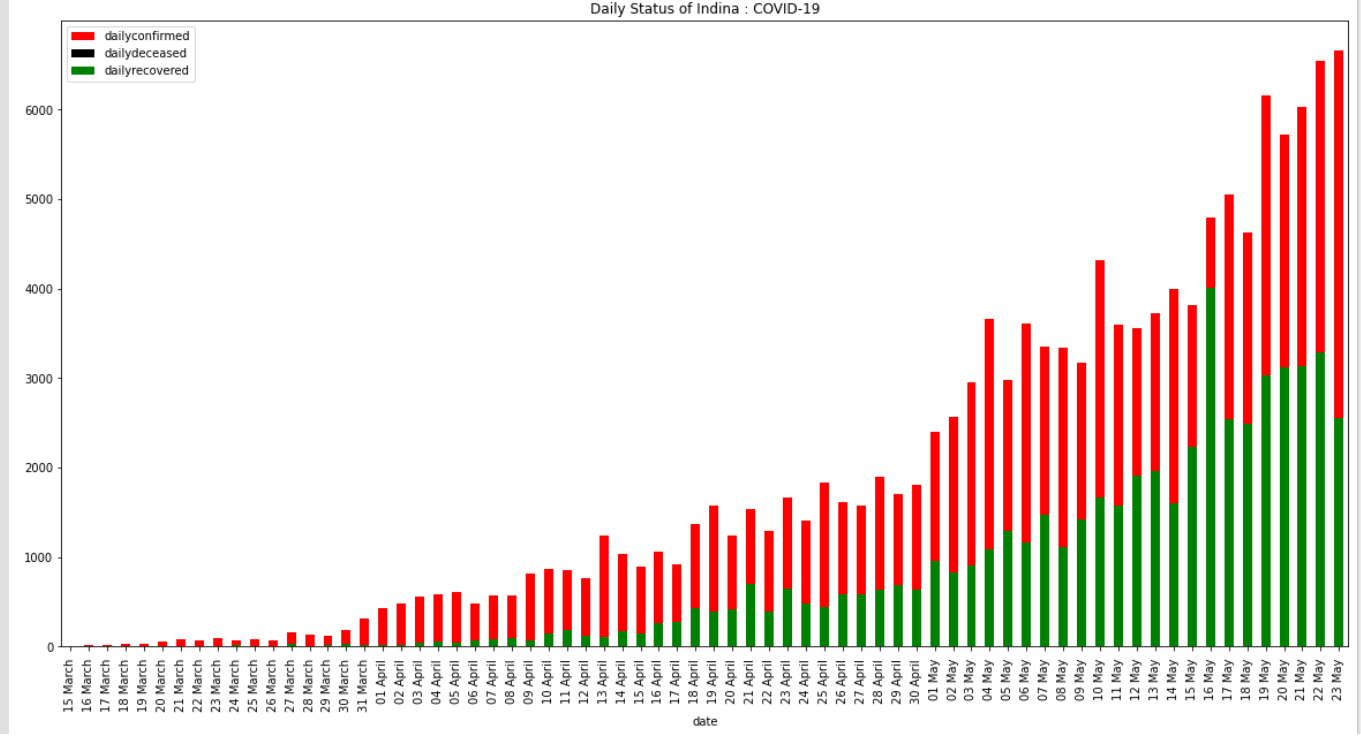 Daily Status of Indina : COVID-19
dailyconfirmed
dailydeceased
dailyrecovered
6000
5000
4000
3000
2000
1000
0
15 March
16 March
17 March
18 March
19 March
20 March
21 March
22 March
23 March
24 March
25 March
26 March
27 March
28 March
29 March
30 March
31 March
01 April
02 April
03 April
04 April
05 April
06 April
07 April
08 April
09 April
10 April
11 April
12 April
13 April
14 April
15 April
16 April
17 April
18 April
19 April
20 April
21 April
22 April
23 April
24 April
25 April
26 April
27 April
28 April
29 April
30 April
01 May
02 May
03 May
04 May
05 May
06 May
07 May
08 May
09 May
10 May
11 May
12 May
13 May
14 May
15 May
16 May
17 May
18 May
19 May
20 May
21 May
22 May
23 May
date